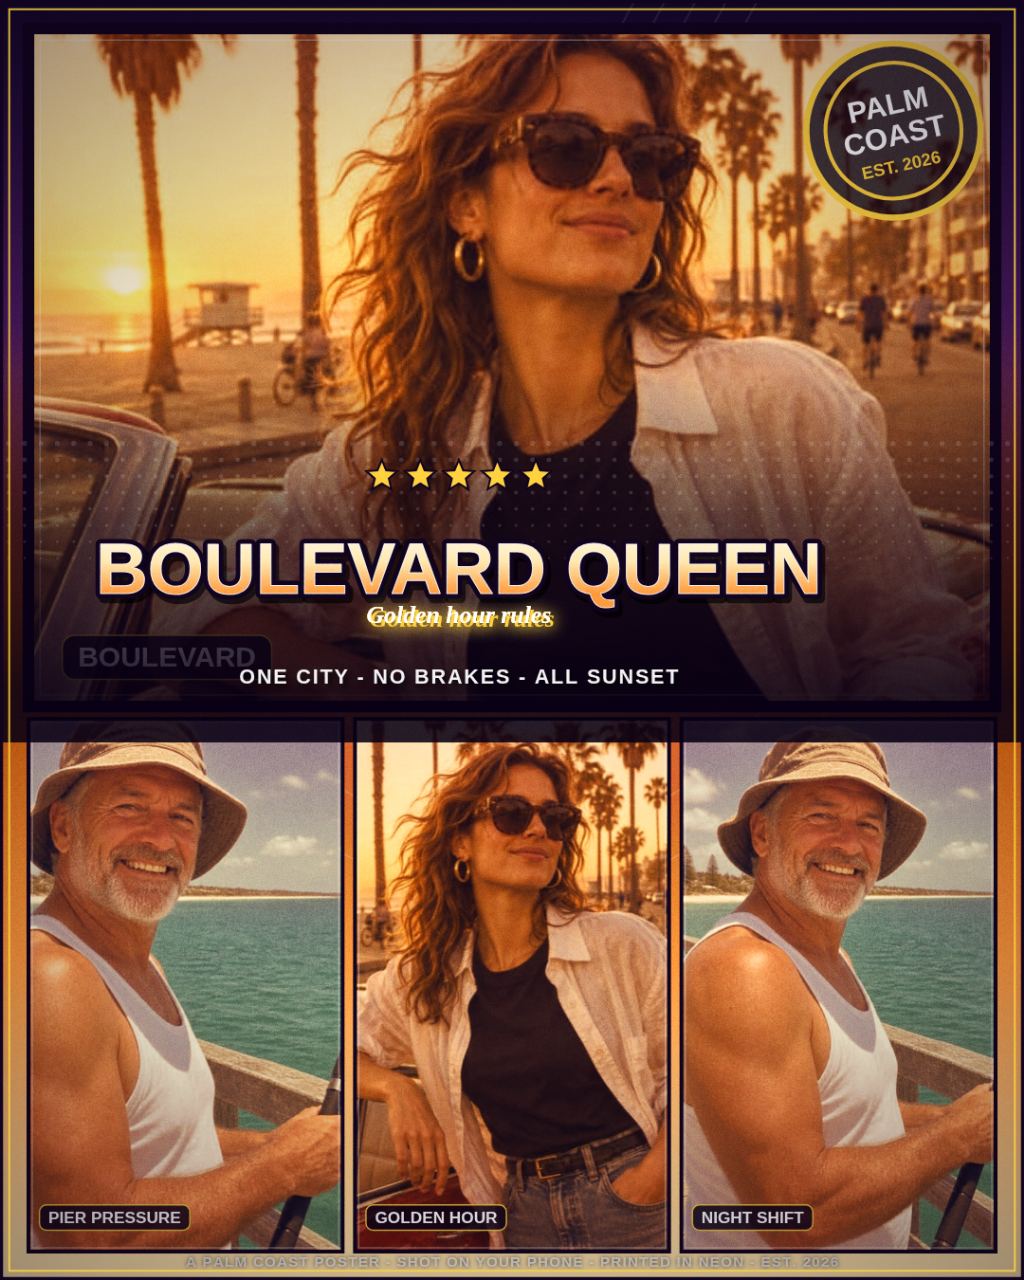 PALM
COAST
EST. 2026
★★★★★
BOULEVARD QUEEN
Golden hour rules
BOULEVARD
ONE CITY - NO BRAKES - ALL SUNSET
PIER PRESSURE
GOLDEN HOUR
NIGHT SHIFT
A PALM COAST POSTER - SHOT ON YOUR PHONE - PRINTED IN NEON - EST. 2026